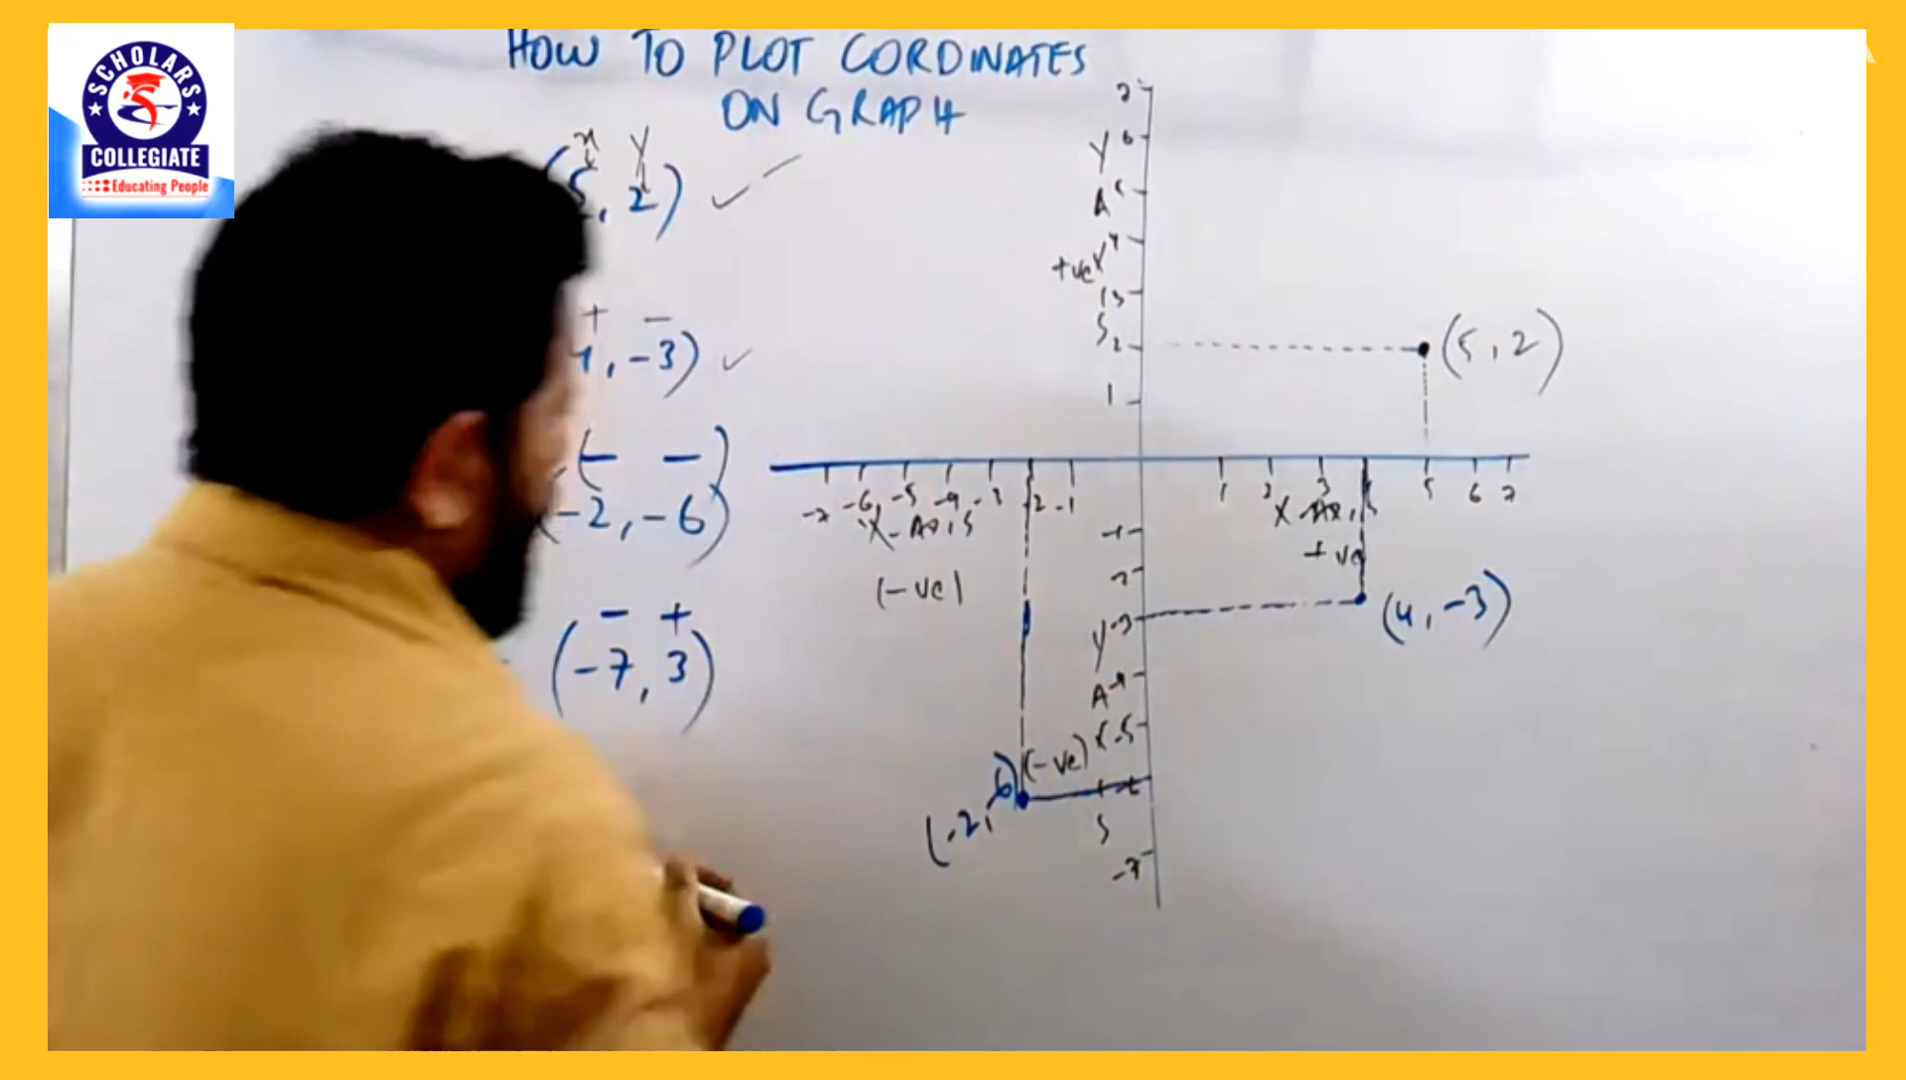 SCHOLARS
COLLEGIATE
Educating People
HOW TO PLOT CORDINATES
ON GRAPH
x y
(5, 2)
+ −
4, -3)
(− −)
(-2, -6)
− +
(-7, 3)
7
6
5
4
3
2
1
Y A X I S
+ve
(5, 2)
-7 -6 -5 -4 -3 -2 -1 1 2 3 5 6 7
X-Axis
(-ve)
X-Axis
+ve
(4, -3)
-1
2
-3
-4
-5
-6
-7
Y A X I S
(-ve)
(-2, 6)